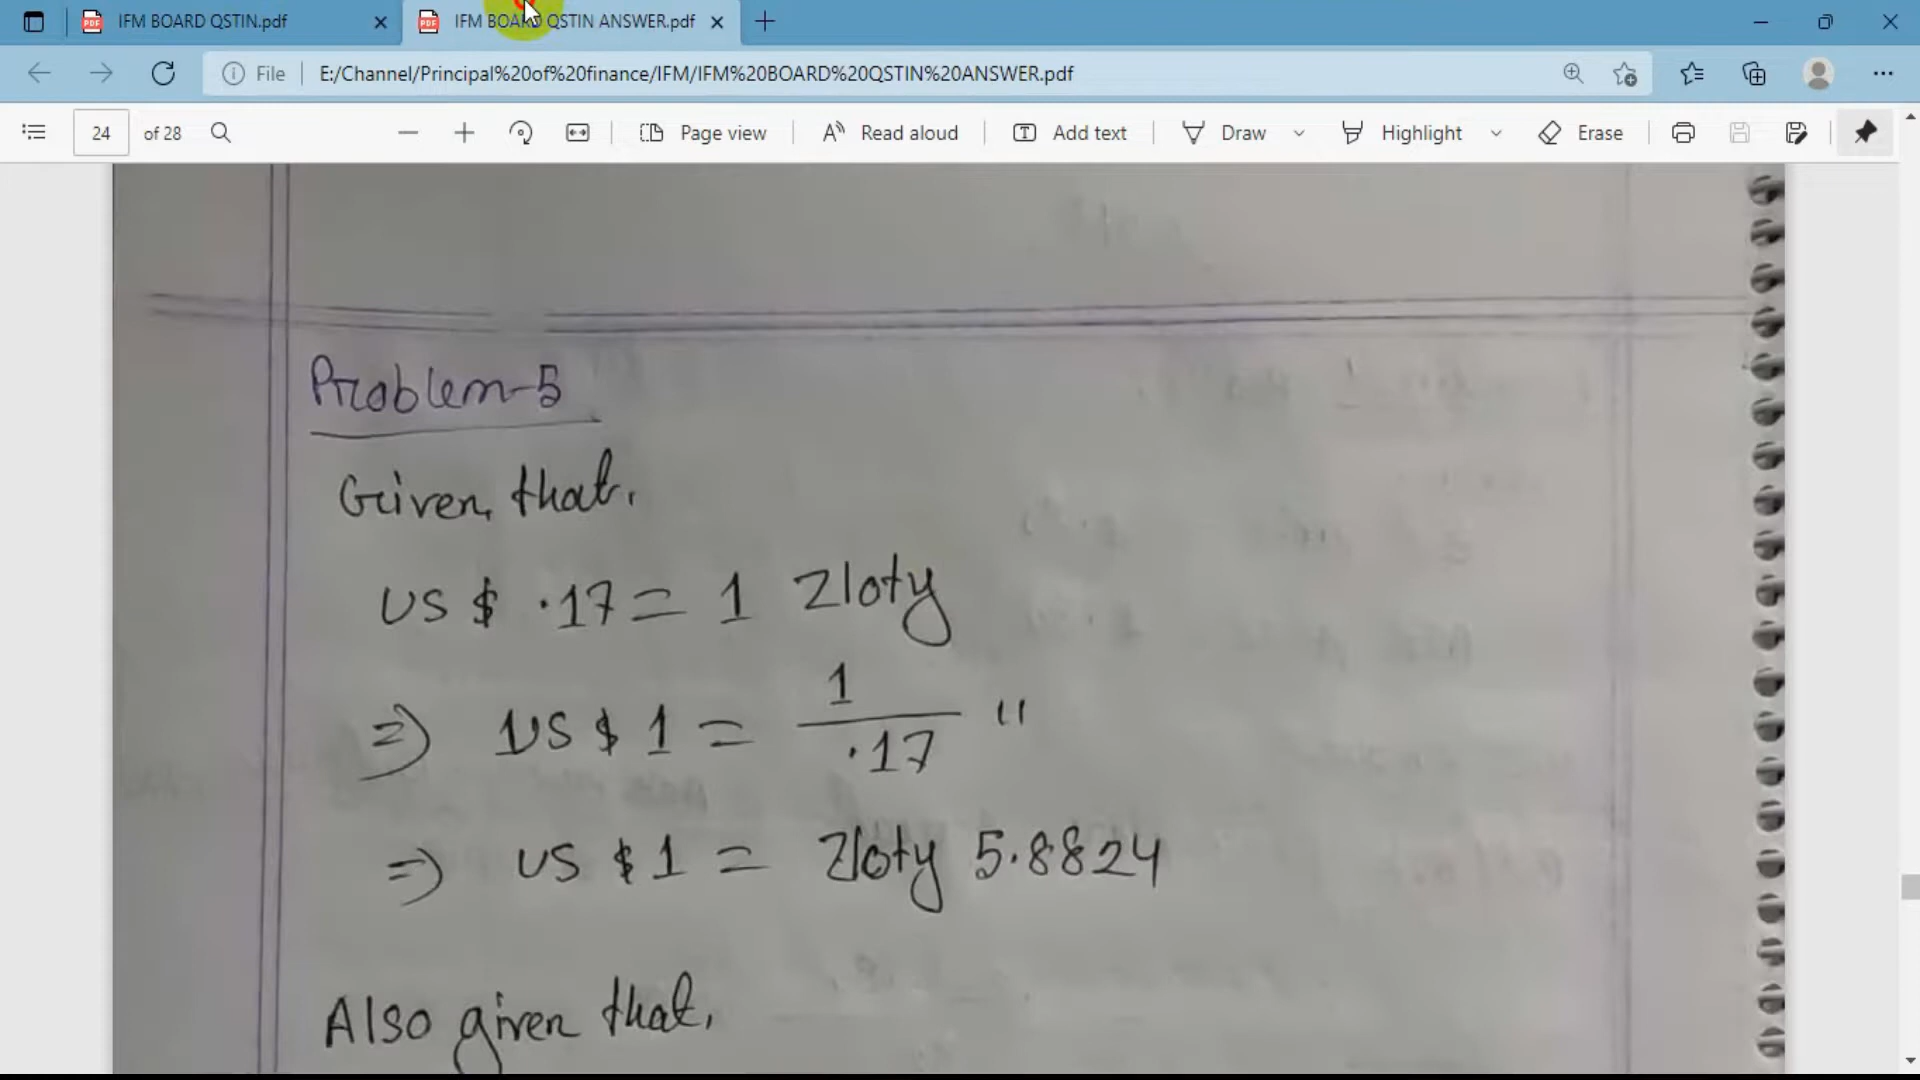 IFM BOARD QSTIN.pdf
IFM BOARD QSTIN ANSWER.pdf
File
E:/Channel/Principal%20of%20finance/IFM/IFM%20BOARD%20QSTIN%20ANSWER.pdf
24 of 28
Page view
Read aloud
Add text
Draw
Highlight
Erase
Problem-5
Given that,
US $ .17 = 1 Zloty
=> US $ 1 = 1/.17 "
=> US $ 1 = Zloty 5.8824
Also given that,